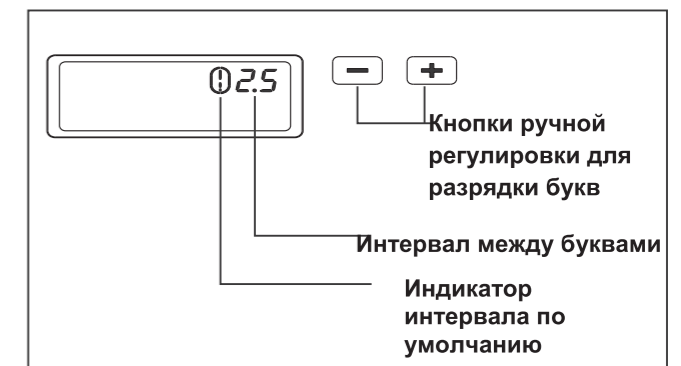 02.5
− +
Кнопки ручной
регулировки для
разрядки букв
Интервал между буквами
Индикатор
интервала по
умолчанию